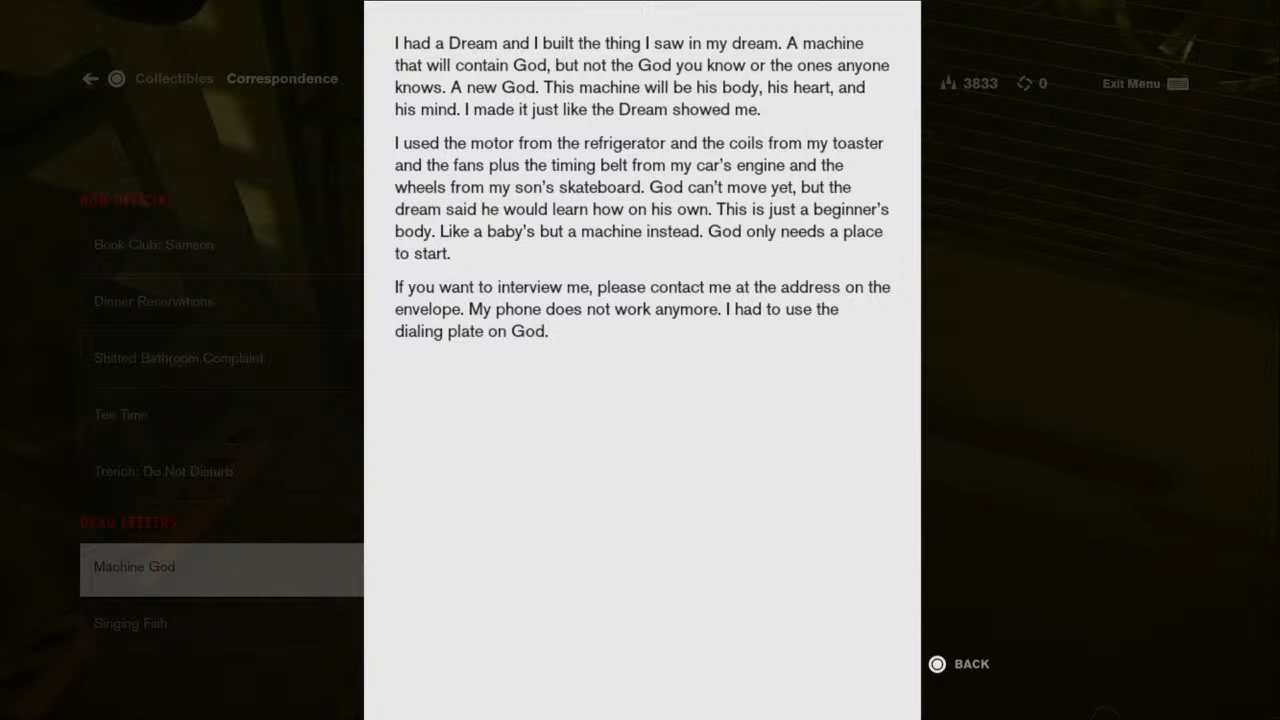 Collectibles Correspondence
3833 0 Exit Menu
NON-OFFICIAL
Book Club: Samson
Dinner Reservations
Shifted Bathroom Complaint
Tee Time
Trench: Do Not Disturb
DEAD LETTERS
Machine God
Singing Fish
I had a Dream and I built the thing I saw in my dream. A machine
that will contain God, but not the God you know or the ones anyone
knows. A new God. This machine will be his body, his heart, and
his mind. I made it just like the Dream showed me.
I used the motor from the refrigerator and the coils from my toaster
and the fans plus the timing belt from my car's engine and the
wheels from my son's skateboard. God can't move yet, but the
dream said he would learn how on his own. This is just a beginner's
body. Like a baby's but a machine instead. God only needs a place
to start.
If you want to interview me, please contact me at the address on the
envelope. My phone does not work anymore. I had to use the
dialing plate on God.
BACK